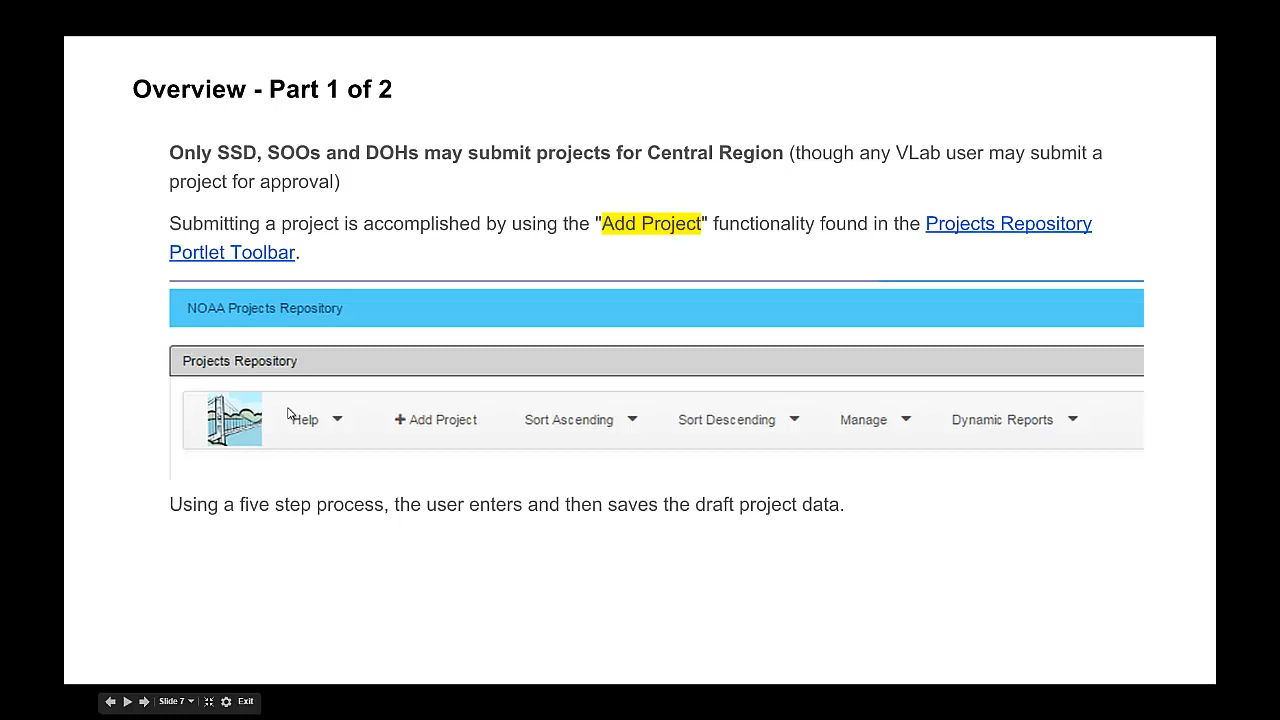 Overview - Part 1 of 2
Only SSD, SOOs and DOHs may submit projects for Central Region (though any VLab user may submit a
project for approval)
Submitting a project is accomplished by using the "Add Project" functionality found in the Projects Repository
Portlet Toolbar.
NOAA Projects Repository
Projects Repository
Help + Add Project Sort Ascending Sort Descending Manage Dynamic Reports
Using a five step process, the user enters and then saves the draft project data.
Slide 7 Exit